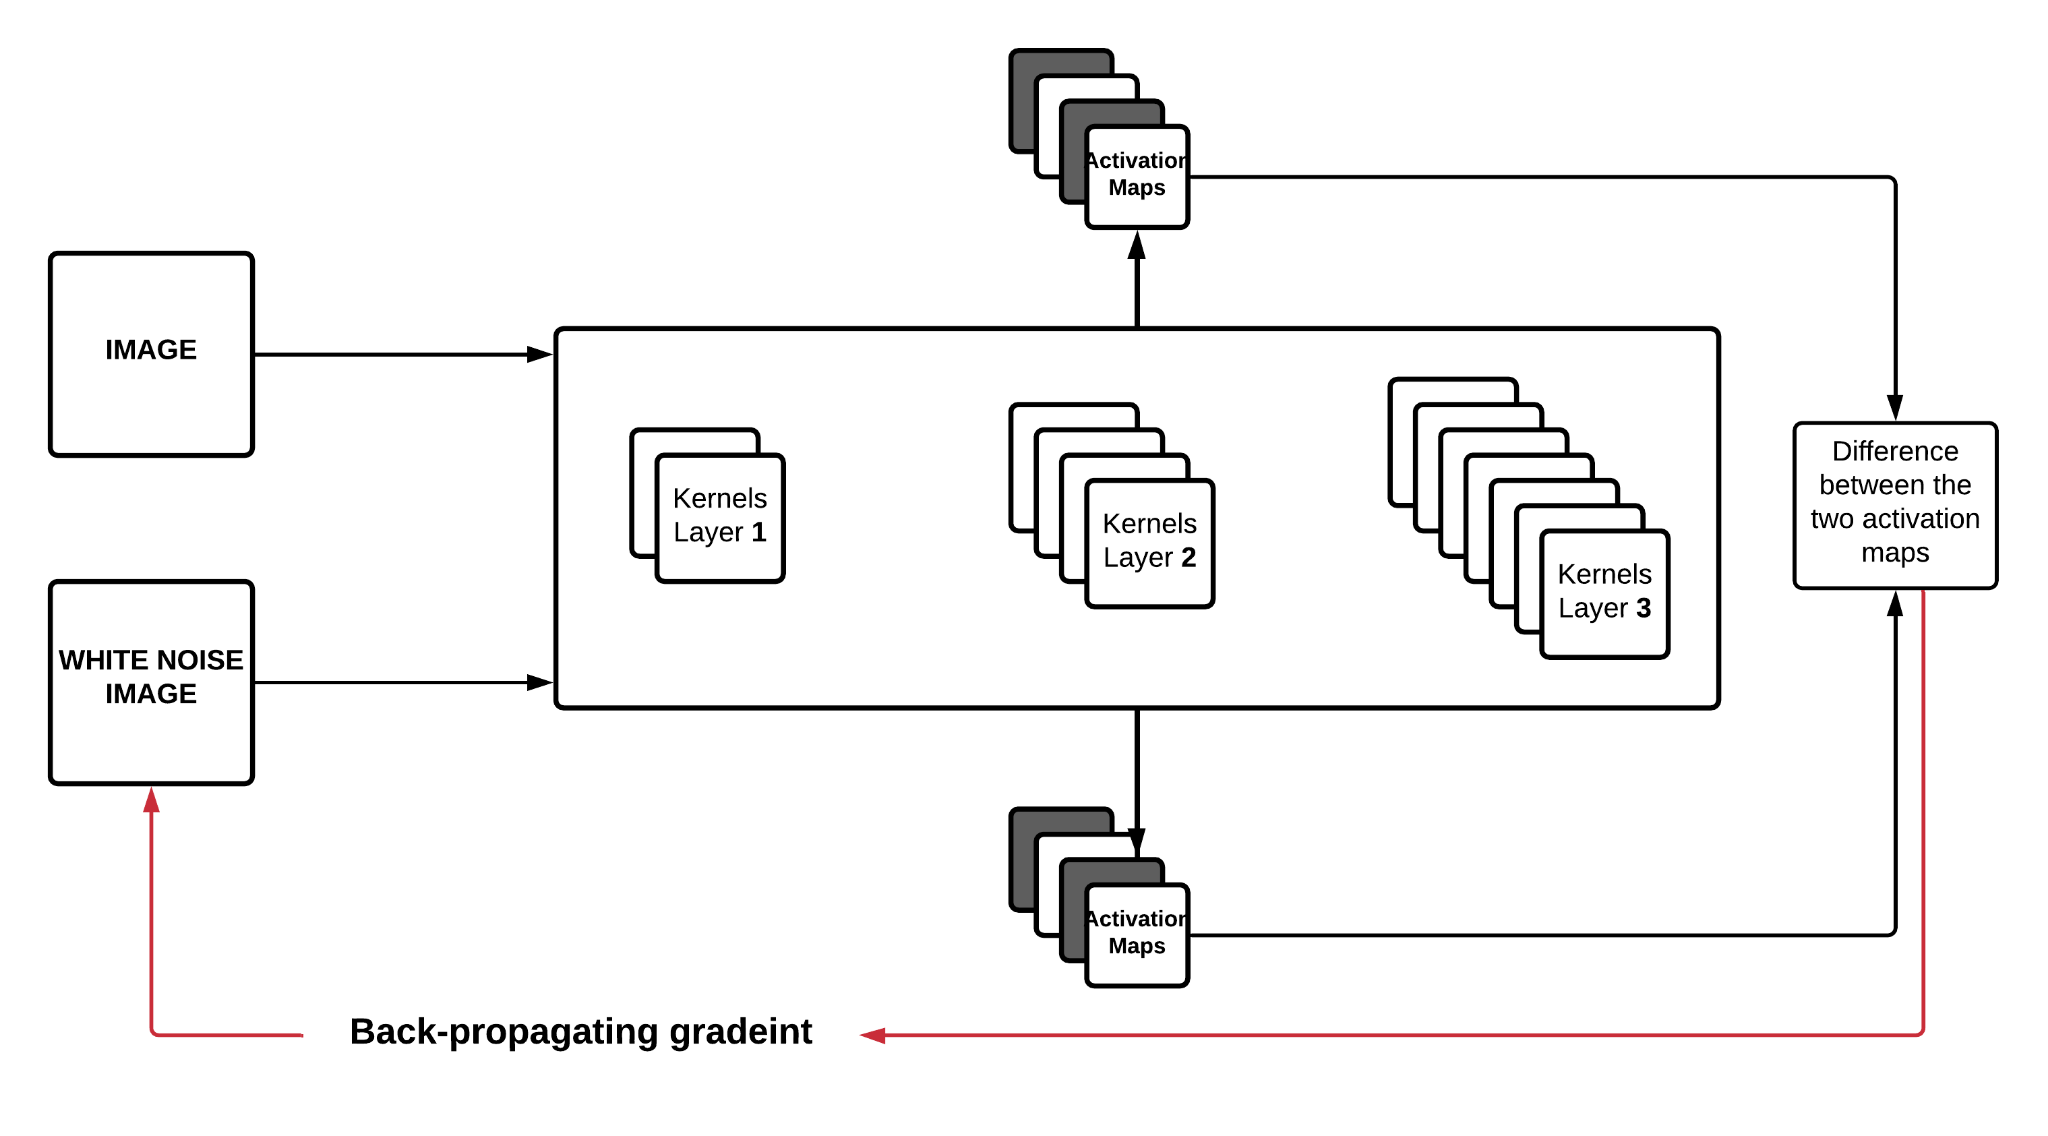 Activation
Maps
IMAGE
Kernels
Layer 1
Kernels
Layer 2
Kernels
Layer 3
Difference
between the
two activation
maps
WHITE NOISE
IMAGE
Activation
Maps
Back-propagating gradeint